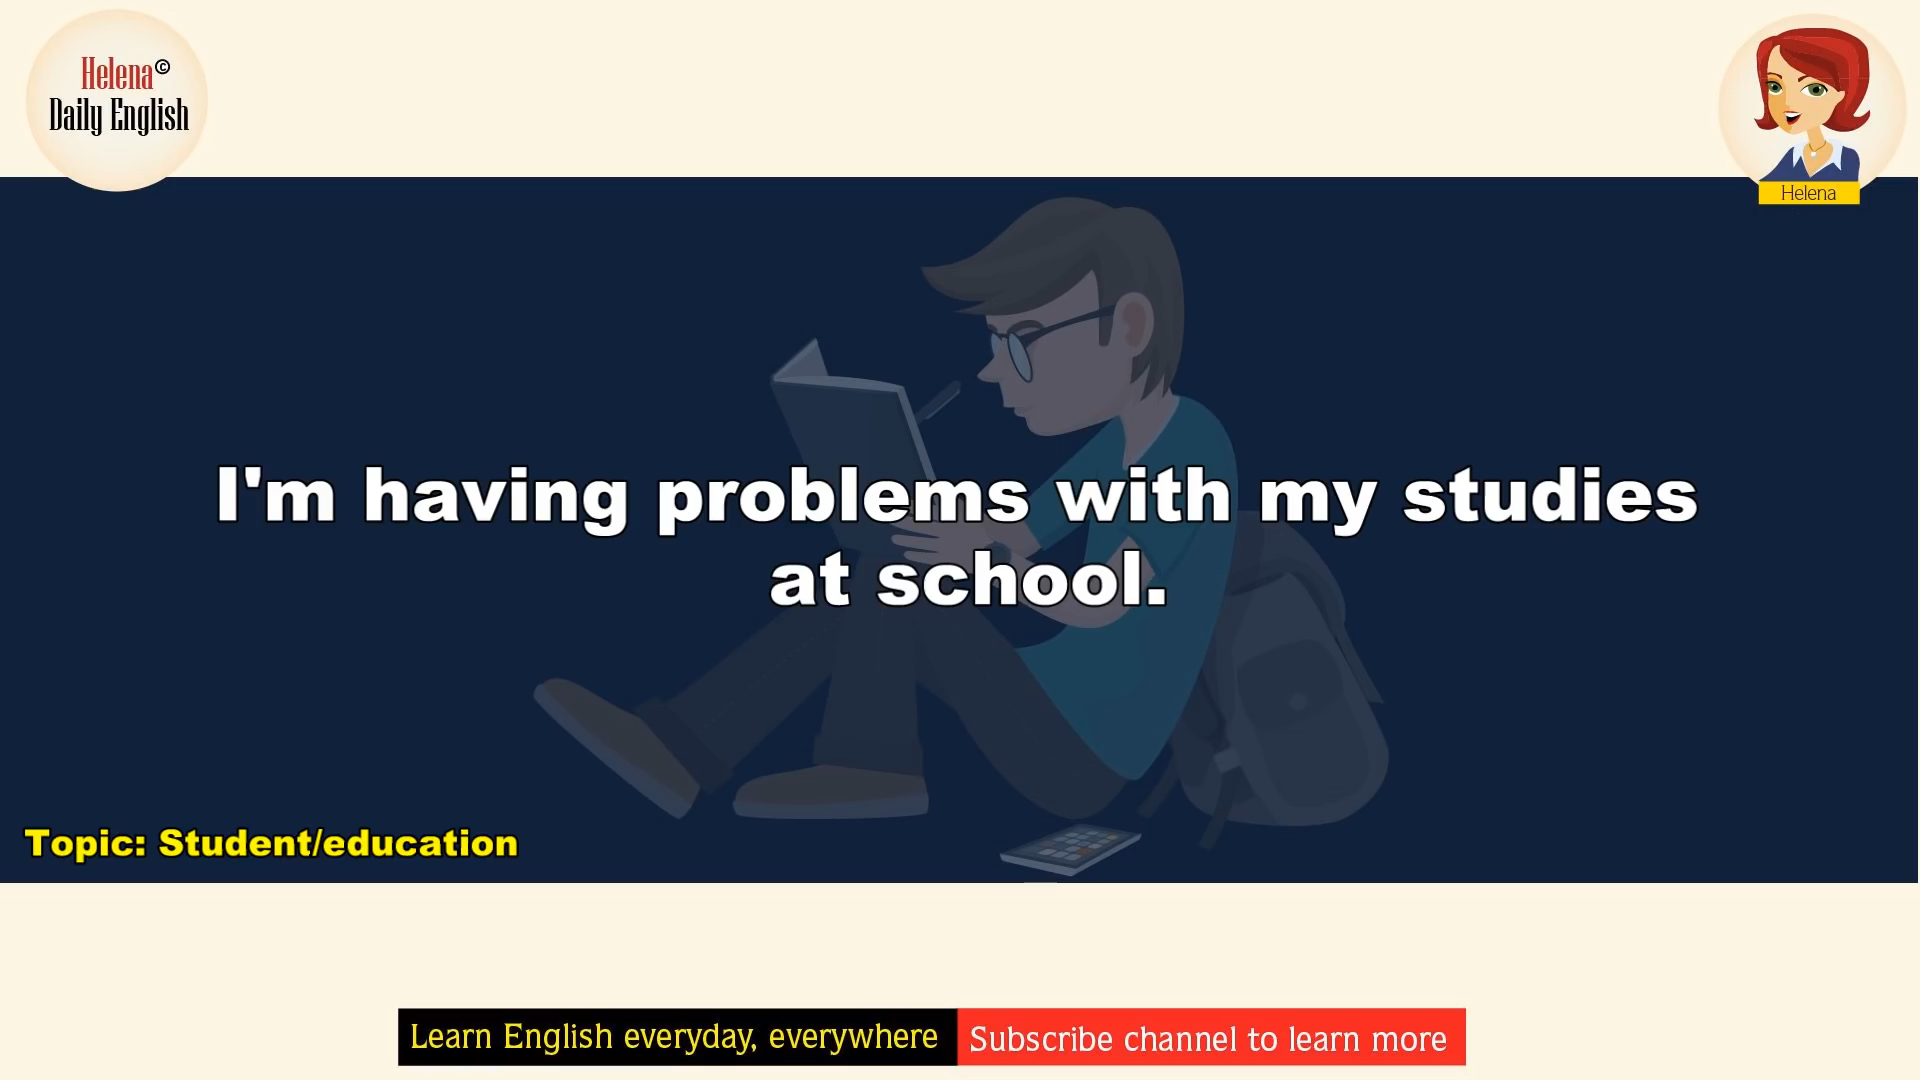 Helena©
Daily English
Helena
I'm having problems with my studies
at school.
Topic: Student/education
Learn English everyday, everywhere
Subscribe channel to learn more